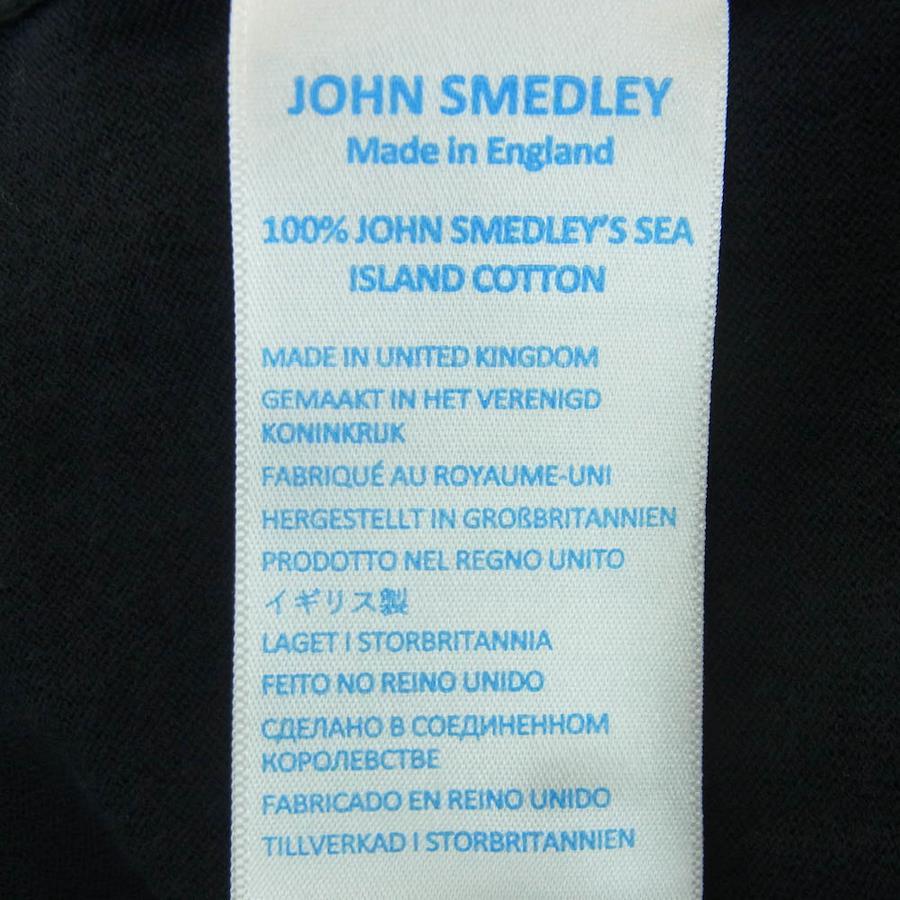 JOHN SMEDLEY
Made in England
100% JOHN SMEDLEY'S SEA
ISLAND COTTON
MADE IN UNITED KINGDOM
GEMAAKT IN HET VERENIGD
KONINKRIJK
FABRIQUÉ AU ROYAUME-UNI
HERGESTELLT IN GROßBRITANNIEN
PRODOTTO NEL REGNO UNITO
イギリス製
LAGET I STORBRITANNIA
FEITO NO REINO UNIDO
СДЕЛАНО В СОЕДИНЕННОМ
КОРОЛЕВСТВЕ
FABRICADO EN REINO UNIDO
TILLVERKAD I STORBRITANNIEN